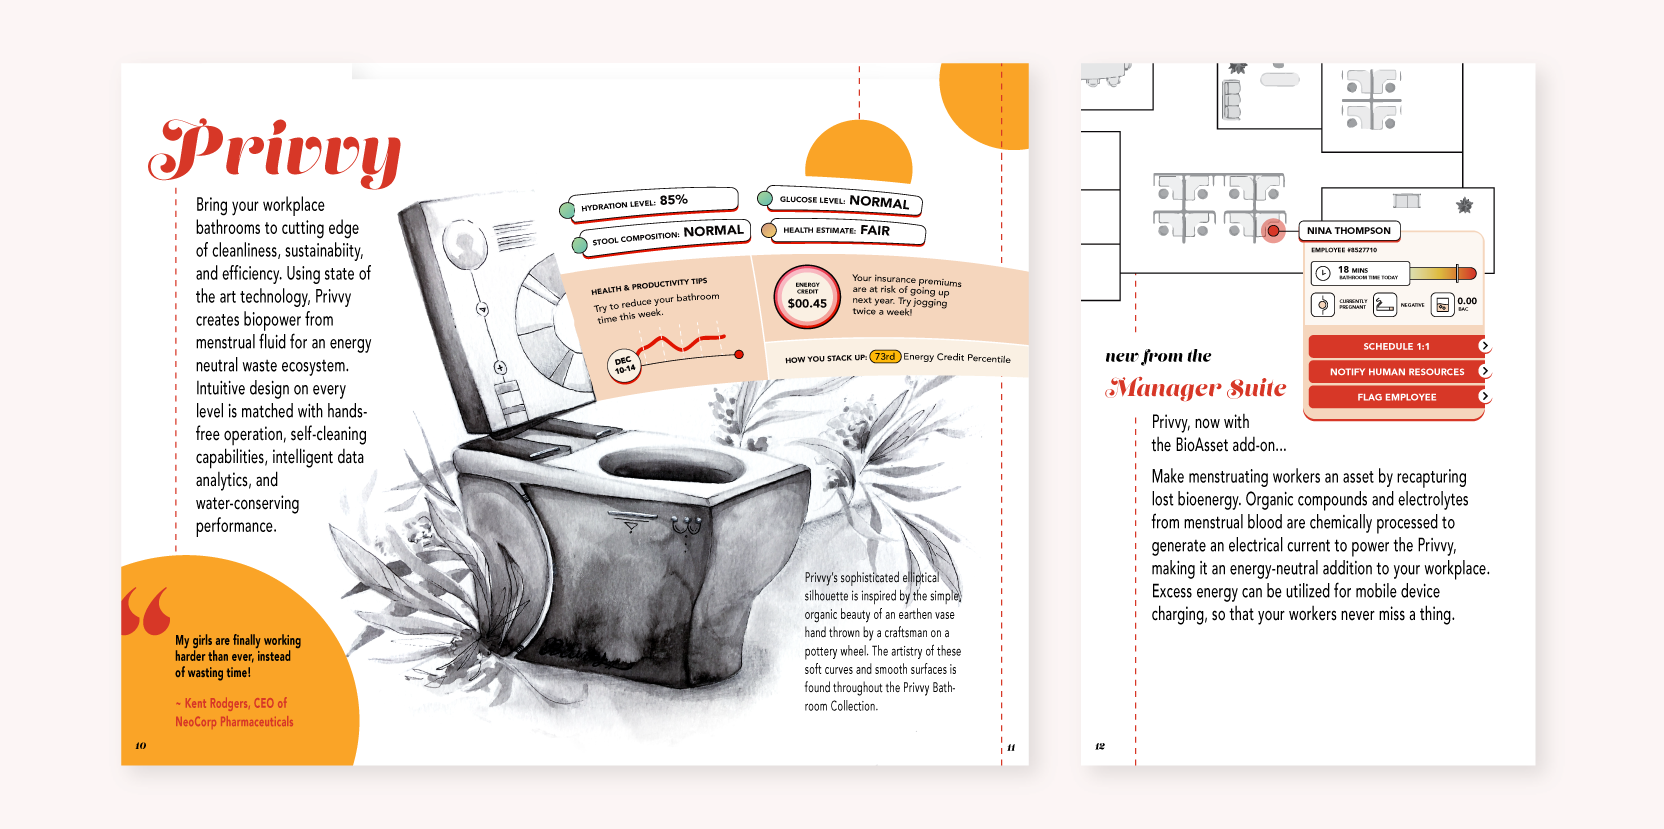 Privvy
Bring your workplace
bathrooms to cutting edge
of cleanliness, sustainabiity,
and efficiency. Using state of
the art technology, Privvy
creates biopower from
menstrual fluid for an energy
neutral waste ecosystem.
Intuitive design on every
level is matched with hands-
free operation, self-cleaning
capabilities, intelligent data
analytics, and
water-conserving
performance.
“
My girls are finally working
harder than ever, instead
of wasting time!
~ Kent Rodgers, CEO of
NeoCorp Pharmaceuticals
10
HYDRATION LEVEL: 85%
STOOL COMPOSITION: NORMAL
GLUCOSE LEVEL: NORMAL
HEALTH ESTIMATE: FAIR
HEALTH & PRODUCTIVITY TIPS
Try to reduce your bathroom
time this week.
DEC
10-14
ENERGY
CREDIT
$00.45
Your insurance premiums
are at risk of going up
next year. Try jogging
twice a week!
HOW YOU STACK UP: 73rd Energy Credit Percentile
Privvy's sophisticated elliptical
silhouette is inspired by the simple,
organic beauty of an earthen vase
hand thrown by a craftsman on a
pottery wheel. The artistry of these
soft curves and smooth surfaces is
found throughout the Privvy Bath-
room Collection.
11
NINA THOMPSON
EMPLOYEE #8527710
18 MINS
BATHROOM TIME TODAY
CURRENTLY
PREGNANT
NEGATIVE
0.00
BAC
SCHEDULE 1:1
NOTIFY HUMAN RESOURCES
FLAG EMPLOYEE
new from the
Manager Suite
Privvy, now with
the BioAsset add-on...
Make menstruating workers an asset by recapturing
lost bioenergy. Organic compounds and electrolytes
from menstrual blood are chemically processed to
generate an electrical current to power the Privvy,
making it an energy-neutral addition to your workplace.
Excess energy can be utilized for mobile device
charging, so that your workers never miss a thing.
12